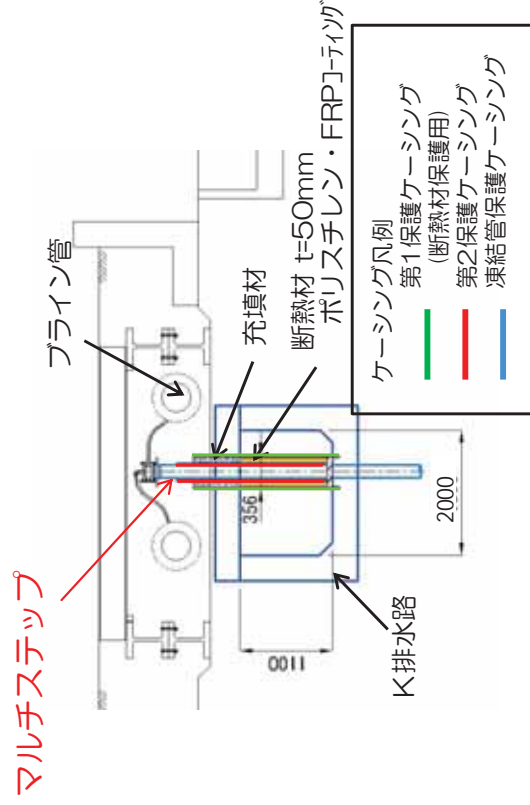 マルチステップ
ブライン管
充填材
断熱材 t=50mm
ポリスチレン・FRPコーティング
356
1100
2000
K排水路
ケーシング凡例
第1保護ケーシング
(断熱材保護用)
第2保護ケーシング
凍結管保護ケーシング